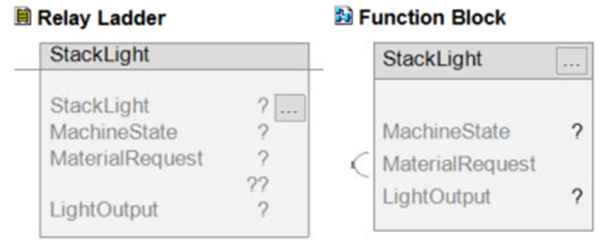 Relay Ladder
StackLight
StackLight ? ...
MachineState ?
MaterialRequest ?
??
LightOutput ?
Function Block
StackLight ...
MachineState ?
MaterialRequest
LightOutput ?